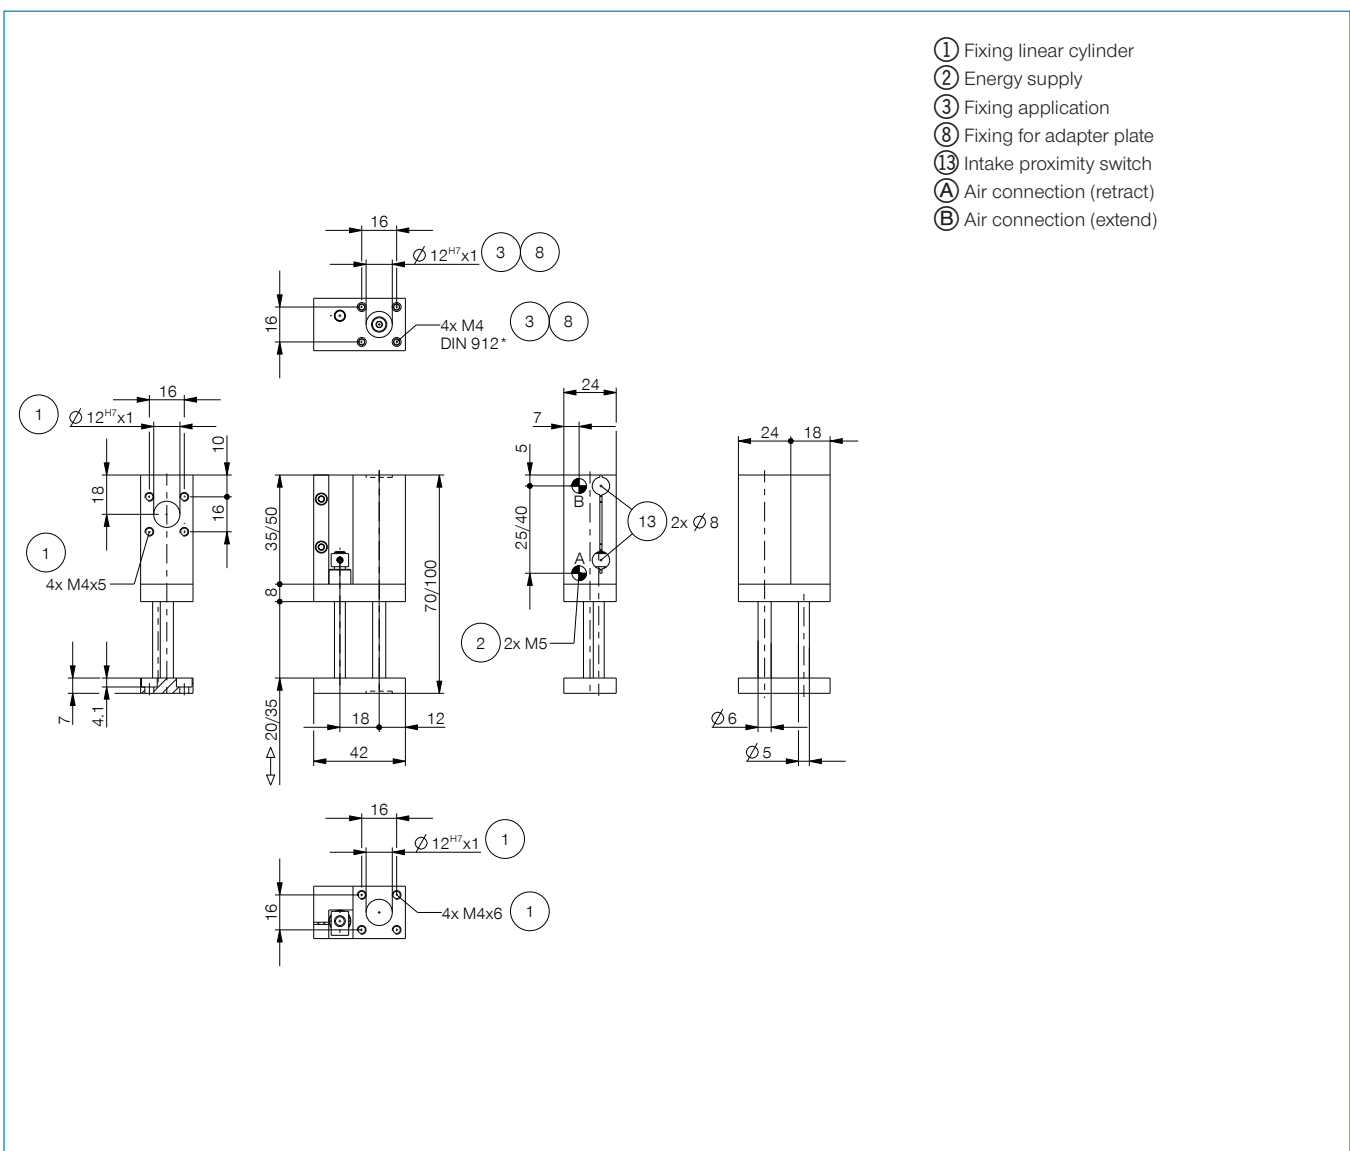 1 Fixing linear cylinder
2 Energy supply
3 Fixing application
8 Fixing for adapter plate
13 Intake proximity switch
A Air connection (retract)
B Air connection (extend)
16
Ø 12H7x1 3 8
16
4x M4 3 8
DIN 912*
16
1 Ø 12H7x1
10
18
16
1
4x M4x5
7
4.1
35/50
8
70/100
20/35
18 12
42
24
7
5
25/40
B
A
13 2x Ø 8
2 2x M5
24 18
Ø 6
Ø 5
16
Ø 12H7x1 1
16
4x M4x6 1